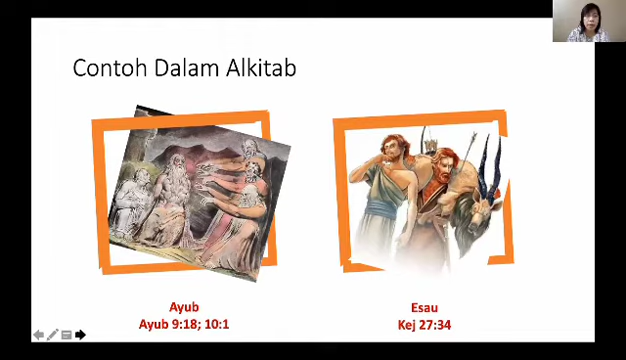 Contoh Dalam Alkitab
Ayub
Ayub 9:18; 10:1
Esau
Kej 27:34